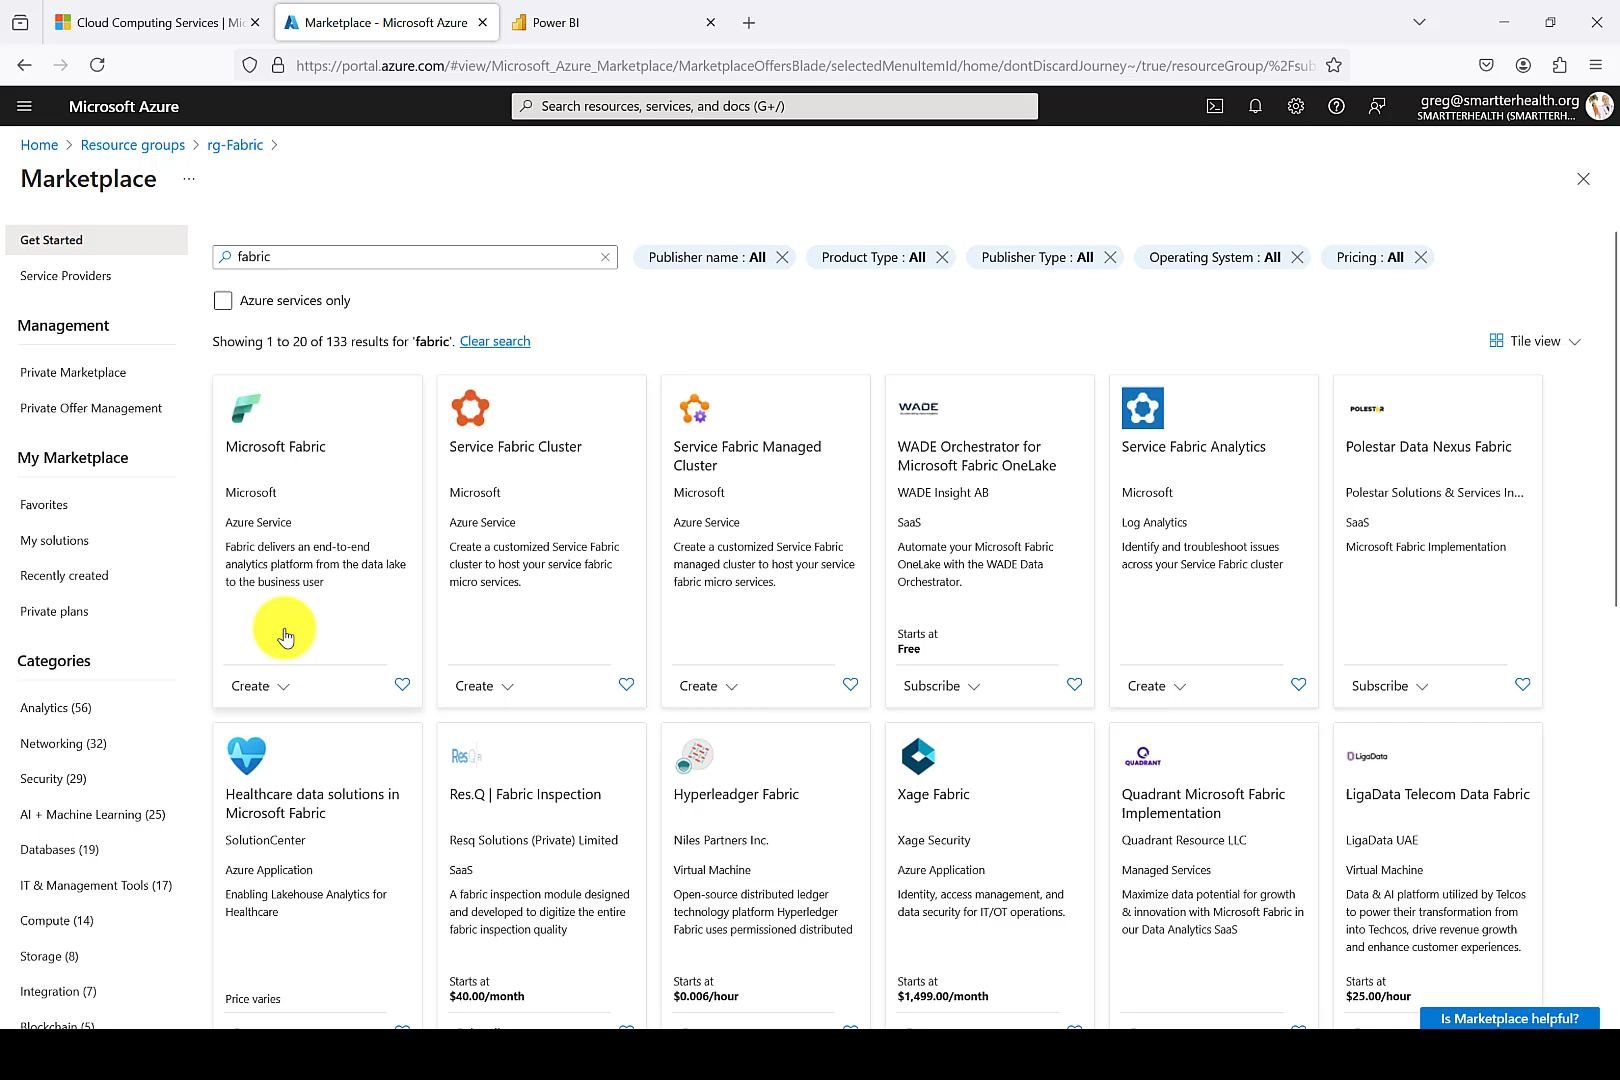 Cloud Computing Services | Mic
Marketplace - Microsoft Azure
Power BI
https://portal.azure.com/#view/Microsoft_Azure_Marketplace/MarketplaceOffersBlade/selectedMenuItemId/home/dontDiscardJourney~/true/resourceGroup/%2Fsub
Microsoft Azure
Search resources, services, and docs (G+/)
greg@smartterhealth.org
SMARTTERHEALTH (SMARTTERH...
Home > Resource groups > rg-Fabric >
Marketplace ...
Get Started
Service Providers
Management
Private Marketplace
Private Offer Management
My Marketplace
Favorites
My solutions
Recently created
Private plans
Categories
Analytics (56)
Networking (32)
Security (29)
AI + Machine Learning (25)
Databases (19)
IT & Management Tools (17)
Compute (14)
Storage (8)
Integration (7)
Blockchain (5)
fabric
Publisher name : All
Product Type : All
Publisher Type : All
Operating System : All
Pricing : All
Azure services only
Showing 1 to 20 of 133 results for 'fabric'. Clear search
Tile view
Microsoft Fabric
Microsoft
Azure Service
Fabric delivers an end-to-end
analytics platform from the data lake
to the business user
Create
Service Fabric Cluster
Microsoft
Azure Service
Create a customized Service Fabric
cluster to host your service fabric
micro services.
Create
Service Fabric Managed
Cluster
Microsoft
Azure Service
Create a customized Service Fabric
managed cluster to host your service
fabric micro services.
Create
WADE
WADE Orchestrator for
Microsoft Fabric OneLake
WADE Insight AB
SaaS
Automate your Microsoft Fabric
OneLake with the WADE Data
Orchestrator.
Starts at
Free
Subscribe
Service Fabric Analytics
Microsoft
Log Analytics
Identify and troubleshoot issues
across your Service Fabric cluster
Create
POLESTAR
Polestar Data Nexus Fabric
Polestar Solutions & Services In...
SaaS
Microsoft Fabric Implementation
Subscribe
Healthcare data solutions in
Microsoft Fabric
SolutionCenter
Azure Application
Enabling Lakehouse Analytics for
Healthcare
Price varies
ResQ
Res.Q | Fabric Inspection
Resq Solutions (Private) Limited
SaaS
A fabric inspection module designed
and developed to digitize the entire
fabric inspection quality
Starts at
$40.00/month
Hyperleadger Fabric
Niles Partners Inc.
Virtual Machine
Open-source distributed ledger
technology platform Hyperledger
Fabric uses permissioned distributed
Starts at
$0.006/hour
Xage Fabric
Xage Security
Azure Application
Identity, access management, and
data security for IT/OT operations.
Starts at
$1,499.00/month
QUADRANT
Quadrant Microsoft Fabric
Implementation
Quadrant Resource LLC
Managed Services
Maximize data potential for growth
& innovation with Microsoft Fabric in
our Data Analytics SaaS
LigaData
LigaData Telecom Data Fabric
LigaData UAE
Virtual Machine
Data & AI platform utilized by Telcos
to power their transformation from
into Techcos, drive revenue growth
and enhance customer experiences.
Starts at
$25.00/hour
Is Marketplace helpful?